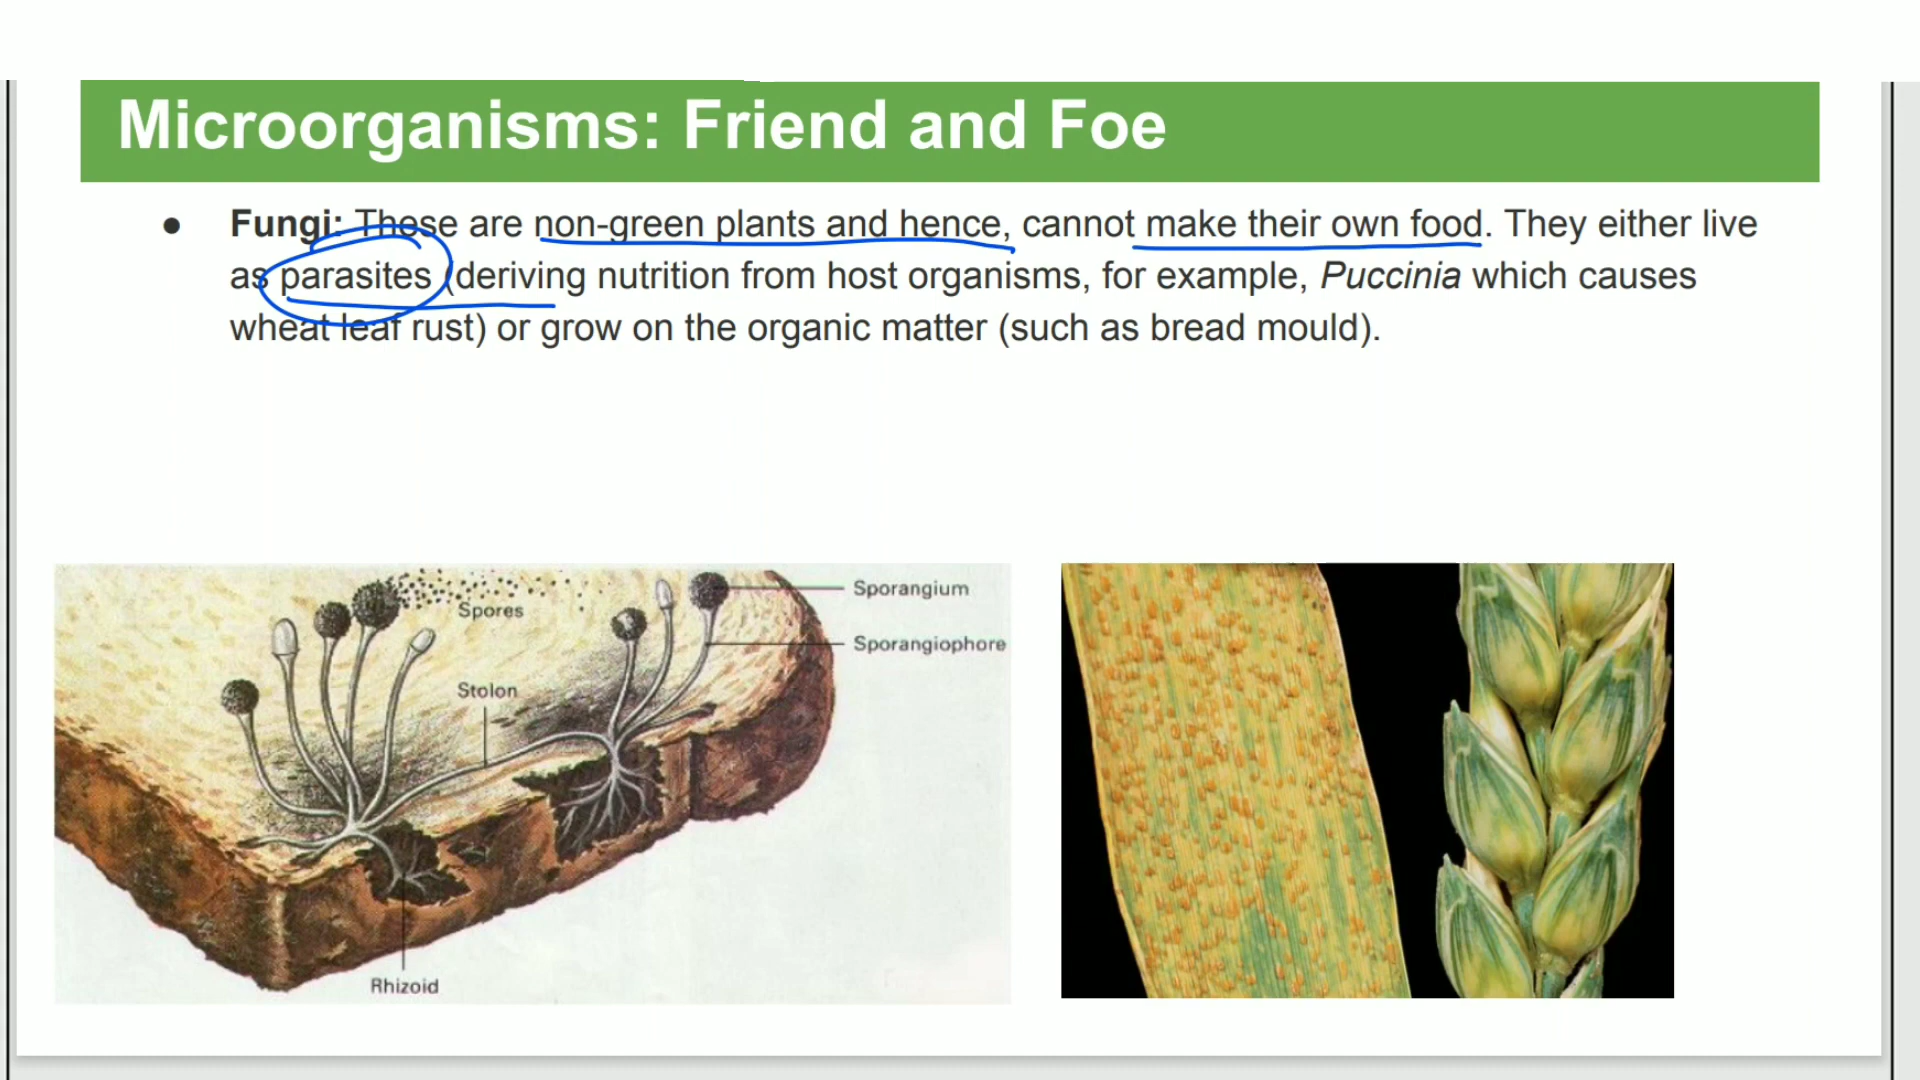 Microorganisms: Friend and Foe
● Fungi: These are non-green plants and hence, cannot make their own food. They either live
as parasites (deriving nutrition from host organisms, for example, Puccinia which causes
wheat leaf rust) or grow on the organic matter (such as bread mould).
Sporangium
Spores
Sporangiophore
Stolon
Rhizoid